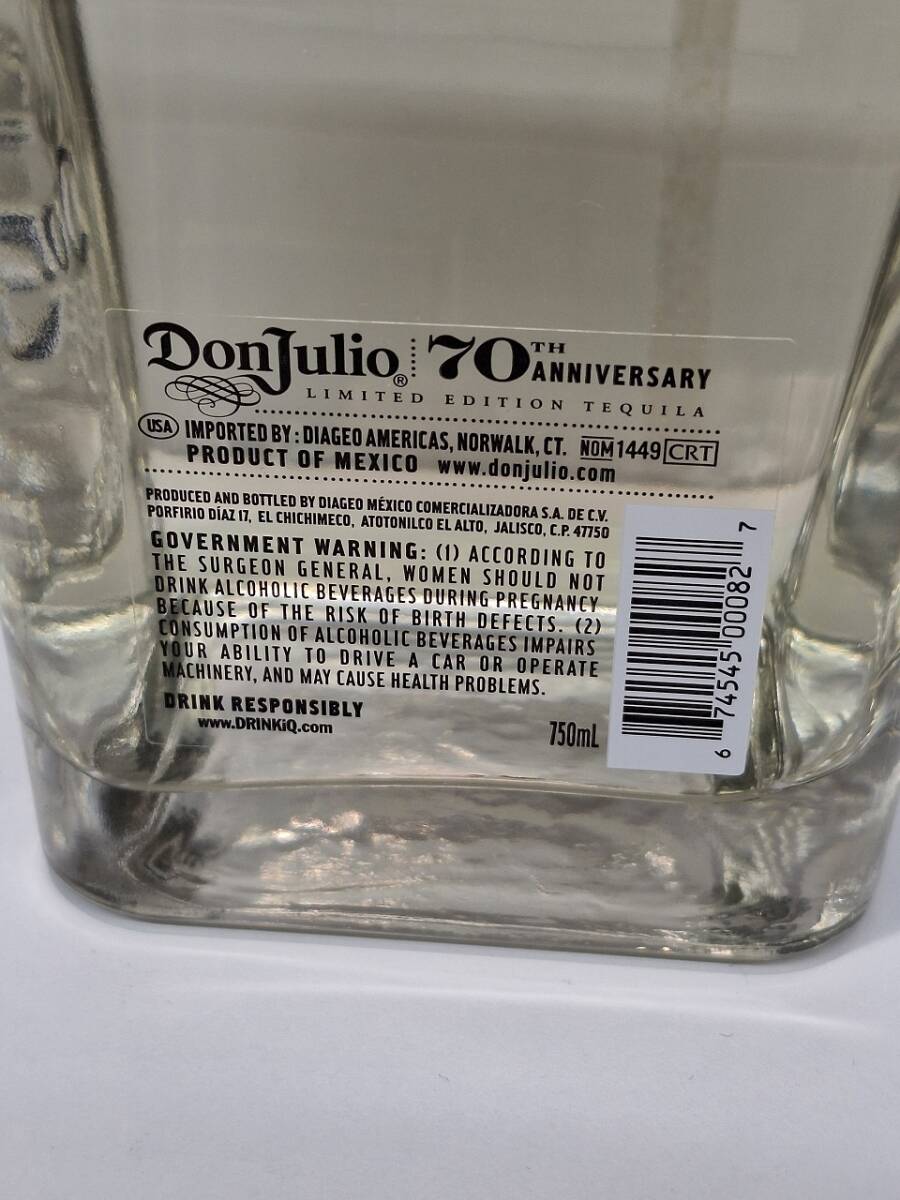 DonJulio® 70TH ANNIVERSARY
LIMITED EDITION TEQUILA
USA IMPORTED BY: DIAGEO AMERICAS, NORWALK, CT. NOM 1449 CRT
PRODUCT OF MEXICO www.donjulio.com
PRODUCED AND BOTTLED BY DIAGEO MÉXICO COMERCIALIZADORA S.A. DE C.V.
PORFIRIO DÍAZ 17, EL CHICHIMECO, ATOTONILCO EL ALTO, JALISCO, C.P. 47750
GOVERNMENT WARNING: (1) ACCORDING TO
THE SURGEON GENERAL, WOMEN SHOULD NOT
DRINK ALCOHOLIC BEVERAGES DURING PREGNANCY
BECAUSE OF THE RISK OF BIRTH DEFECTS. (2)
CONSUMPTION OF ALCOHOLIC BEVERAGES IMPAIRS
YOUR ABILITY TO DRIVE A CAR OR OPERATE
MACHINERY, AND MAY CAUSE HEALTH PROBLEMS.
DRINK RESPONSIBLY
www.DRINKiQ.com
750mL
6 74545 00082 7